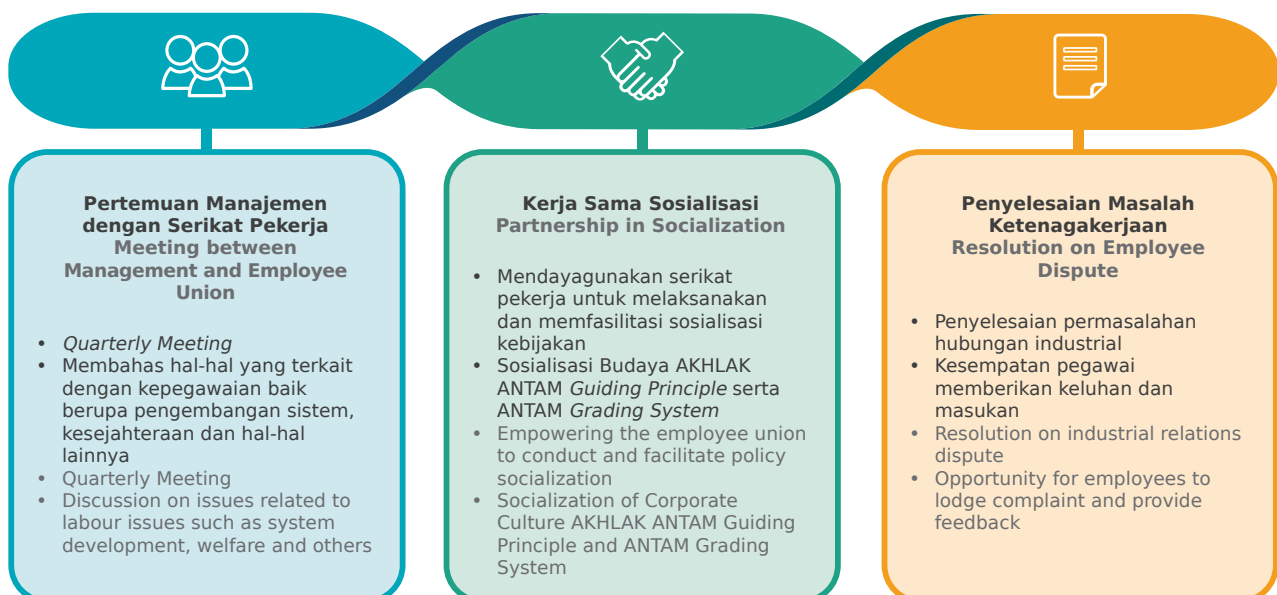 Pertemuan Manajemen
dengan Serikat Pekerja
Meeting between
Management and Employee
Union
• Quarterly Meeting
• Membahas hal-hal yang terkait
dengan kepegawaian baik
berupa pengembangan sistem,
kesejahteraan dan hal-hal
lainnya
• Quarterly Meeting
• Discussion on issues related to
labour issues such as system
development, welfare and others
Kerja Sama Sosialisasi
Partnership in Socialization
• Mendayagunakan serikat
pekerja untuk melaksanakan
dan memfasilitasi sosialisasi
kebijakan
• Sosialisasi Budaya AKHLAK
ANTAM Guiding Principle serta
ANTAM Grading System
• Empowering the employee union
to conduct and facilitate policy
socialization
• Socialization of Corporate
Culture AKHLAK ANTAM Guiding
Principle and ANTAM Grading
System
Penyelesaian Masalah
Ketenagakerjaan
Resolution on Employee
Dispute
• Penyelesaian permasalahan
hubungan industrial
• Kesempatan pegawai
memberikan keluhan dan
masukan
• Resolution on industrial relations
dispute
• Opportunity for employees to
lodge complaint and provide
feedback